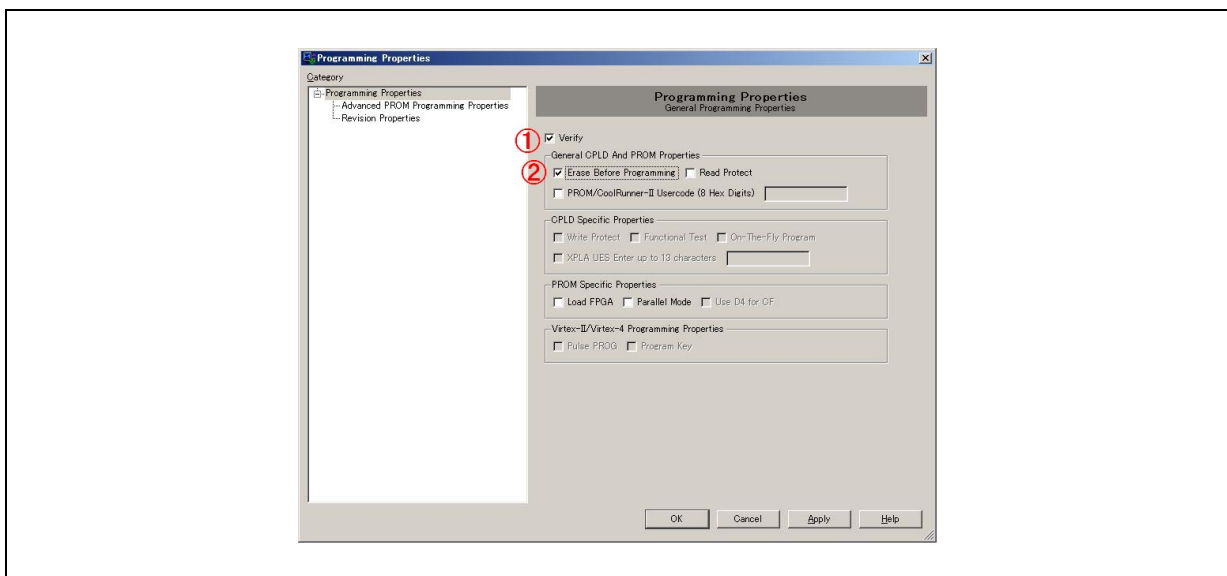 Programming Properties
Category
Programming Properties
Advanced PROM Programming Properties
Revision Properties
Programming Properties
General Programming Properties
① Verify
General CPLD And PROM Properties
② Erase Before Programming Read Protect
PROM/CoolRunner-II Usercode (8 Hex Digits)
CPLD Specific Properties
Write Protect Functional Test On-The-Fly Program
XPLA UES Enter up to 13 characters
PROM Specific Properties
Load FPGA Parallel Mode Use D4 for CF
Virtex-II/Virtex-4 Programming Properties
Pulse PROG Program Key
OK Cancel Apply Help